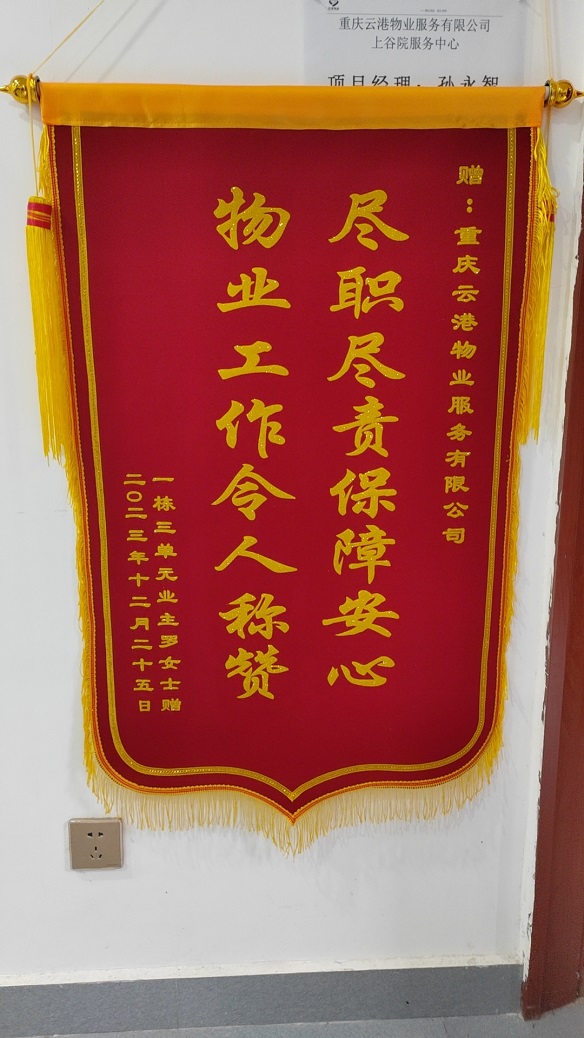 重庆云港物业服务有限公司
上谷院服务中心
项目经理：孙永智
赠：重庆云港物业服务有限公司
尽职尽责保障安心
物业工作令人称赞
一栋三单元业主罗女士赠
二〇二三年十二月二十五日